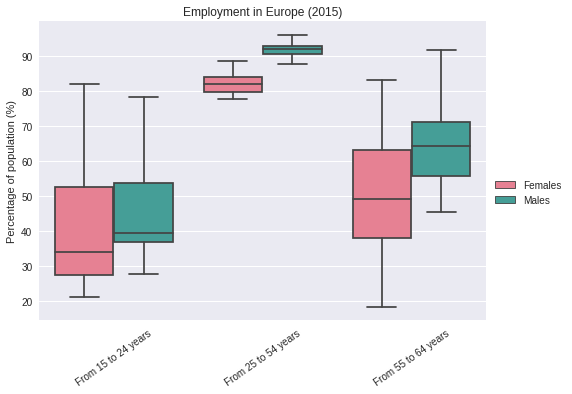 Employment in Europe (2015)
Percentage of population (%)
90
80
70
60
50
40
30
20
From 15 to 24 years
From 25 to 54 years
From 55 to 64 years
Females
Males